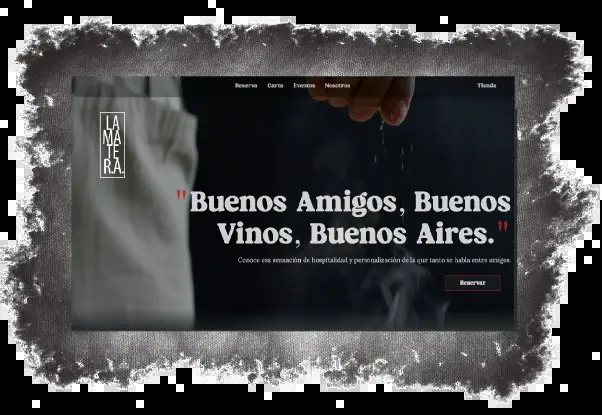 Reserva Carta Eventos Nosotros Tienda
LA
MA
TE
R.A.
"Buenos Amigos, Buenos
Vinos, Buenos Aires."
Conoce esa sensación de hospitalidad y personalización de la que tanto se habla entre amigos.
Reservar